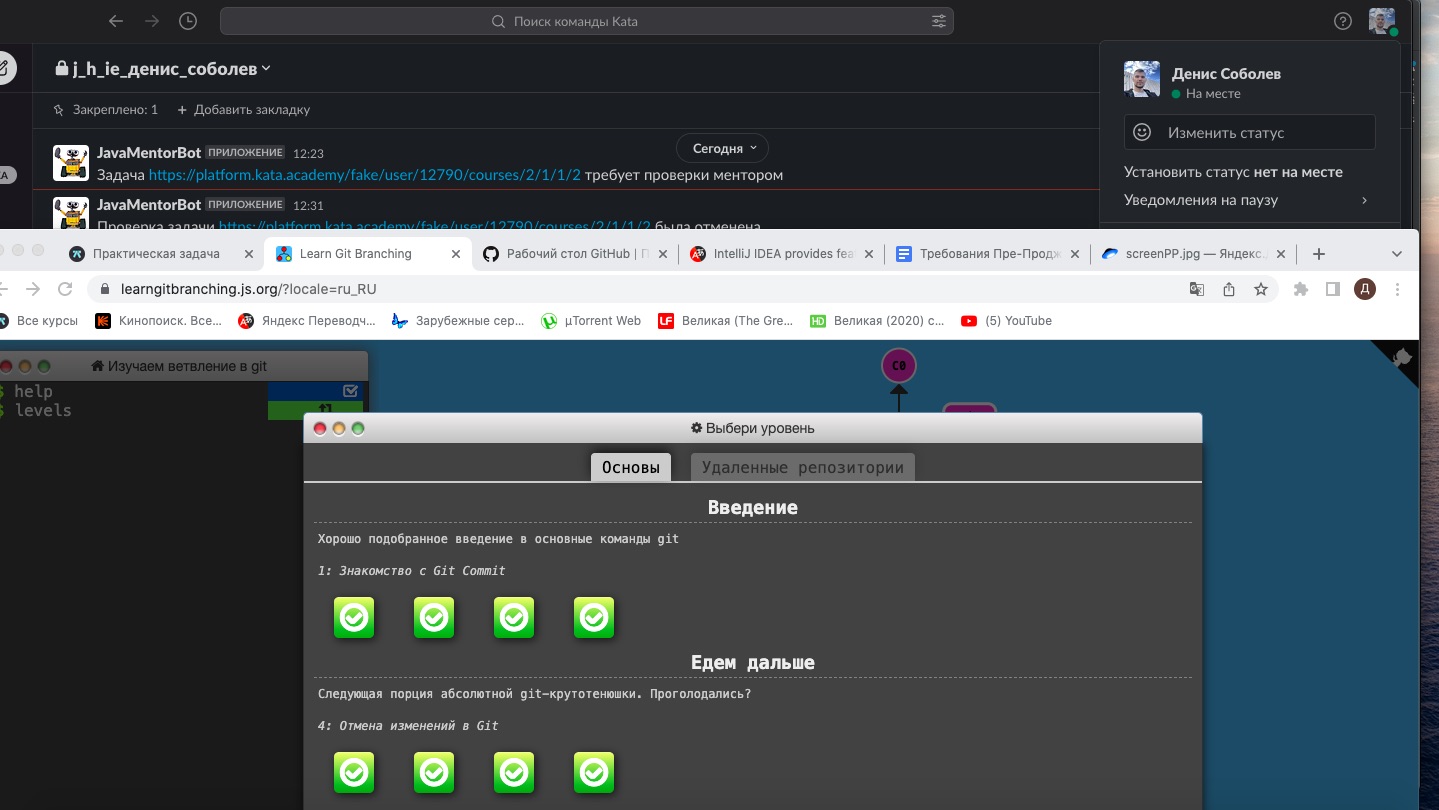 Поиск команды Kata
j_h_ie_денис_соболев
Денис Соболев
На месте
Закреплено: 1
Добавить закладку
Изменить статус
JavaMentorBot ПРИЛОЖЕНИЕ 12:23
Сегодня
Задача https://platform.kata.academy/fake/user/12790/courses/2/1/1/2 требует проверки ментором
Установить статус нет на месте
JavaMentorBot ПРИЛОЖЕНИЕ 12:31
Уведомления на паузу
Проверка задачи https://platform.kata.academy/fake/user/12790/courses/2/1/1/2 была отменена
Практическая задача
Learn Git Branching
Рабочий стол GitHub | П
IntelliJ IDEA provides fea
Требования Пре-Продж
screenPP.jpg — Яндекс.
learngitbranching.js.org/?locale=ru_RU
Д
Все курсы
Кинопоиск. Все...
Яндекс Переводч...
Зарубежные сер...
µTorrent Web
Великая (The Gre...
Великая (2020) с...
(5) YouTube
Изучаем ветвление в git
C0
$ help
$ levels
Выбери уровень
Основы
Удаленные репозитории
Введение
Хорошо подобранное введение в основные команды git
1: Знакомство с Git Commit
Едем дальше
Следующая порция абсолютной git-крутотенюшки. Проголодались?
4: Отмена изменений в Git